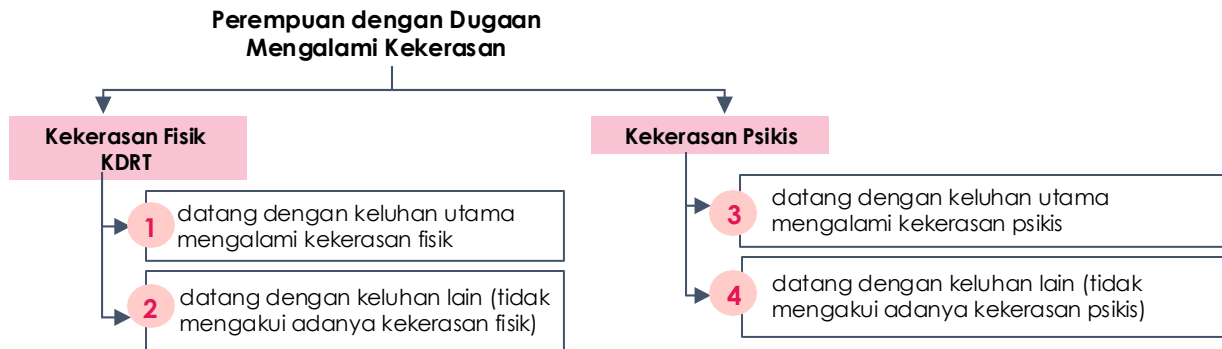 Perempuan dengan Dugaan
Mengalami Kekerasan
Kekerasan Fisik
KDRT
1
datang dengan keluhan utama
mengalami kekerasan fisik
2
datang dengan keluhan lain (tidak
mengakui adanya kekerasan fisik)
Kekerasan Psikis
3
datang dengan keluhan utama
mengalami kekerasan psikis
4
datang dengan keluhan lain (tidak
mengakui adanya kekerasan psikis)